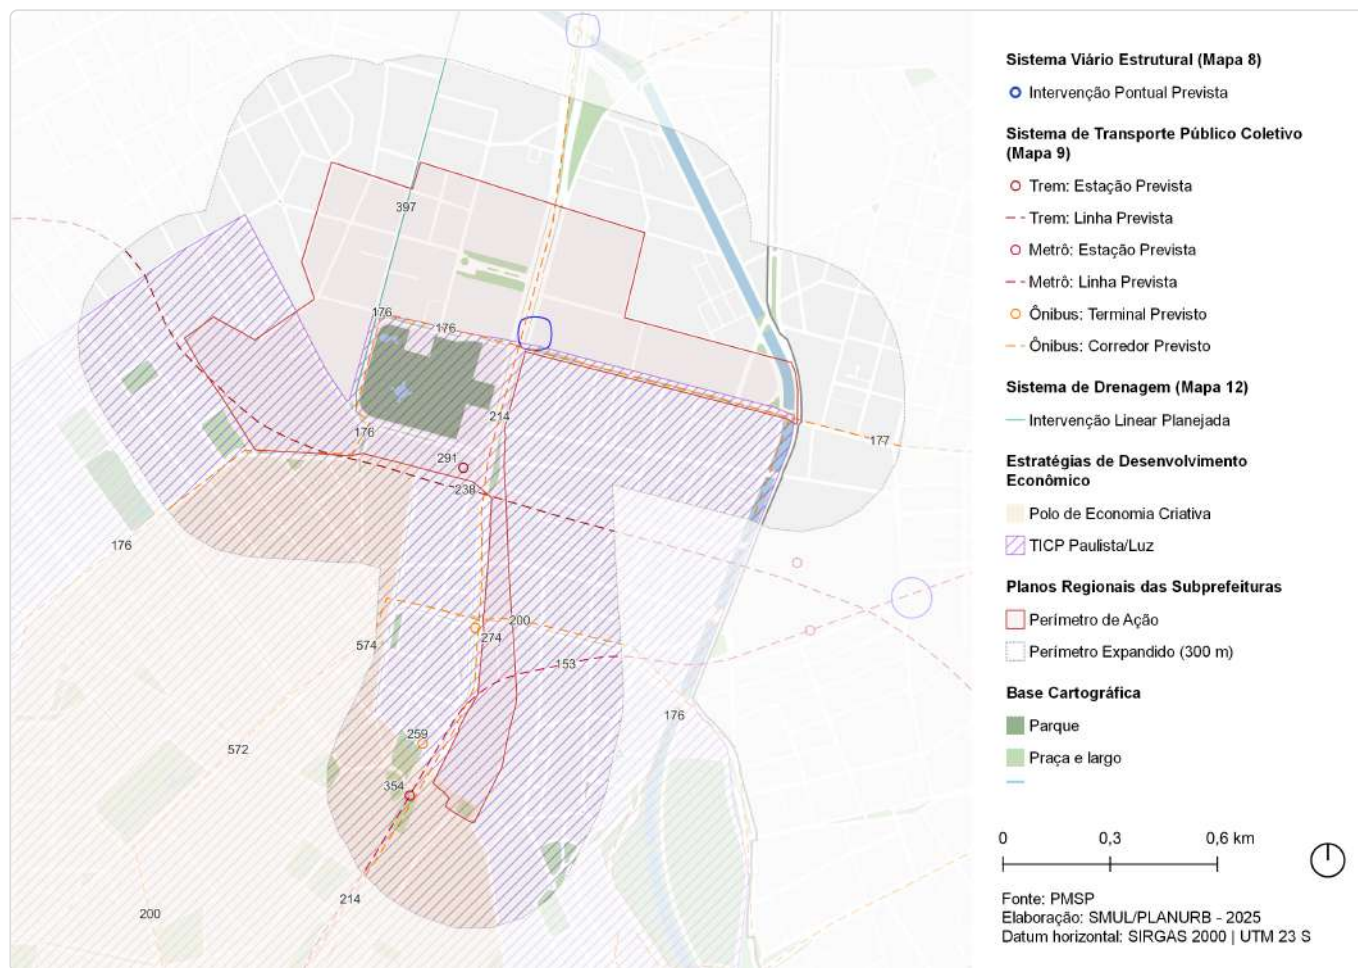 397
176
176
214
177
176
291
238
176
200
274
574
153
176
259
572
354
214
200
Sistema Viário Estrutural (Mapa 8)
Intervenção Pontual Prevista
Sistema de Transporte Público Coletivo
(Mapa 9)
Trem: Estação Prevista
Trem: Linha Prevista
Metrô: Estação Prevista
Metrô: Linha Prevista
Ônibus: Terminal Previsto
Ônibus: Corredor Previsto
Sistema de Drenagem (Mapa 12)
Intervenção Linear Planejada
Estratégias de Desenvolvimento
Econômico
Polo de Economia Criativa
TICP Paulista/Luz
Planos Regionais das Subprefeituras
Perímetro de Ação
Perímetro Expandido (300 m)
Base Cartográfica
Parque
Praça e largo
0 0,3 0,6 km
Fonte: PMSP
Elaboração: SMUL/PLANURB - 2025
Datum horizontal: SIRGAS 2000 | UTM 23 S